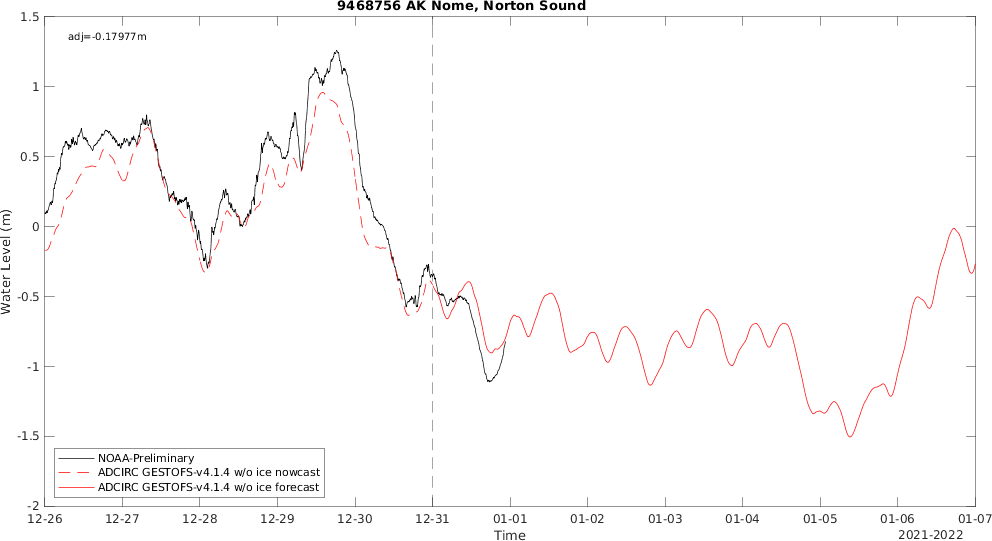 9468756 AK Nome, Norton Sound
adj=-0.17977m
1.5
1
0.5
0
-0.5
-1
-1.5
-2
Water Level (m)
NOAA-Preliminary
ADCIRC GESTOFS-v4.1.4 w/o ice nowcast
ADCIRC GESTOFS-v4.1.4 w/o ice forecast
12-26 12-27 12-28 12-29 12-30 12-31 01-01 01-02 01-03 01-04 01-05 01-06 01-07
Time
2021-2022